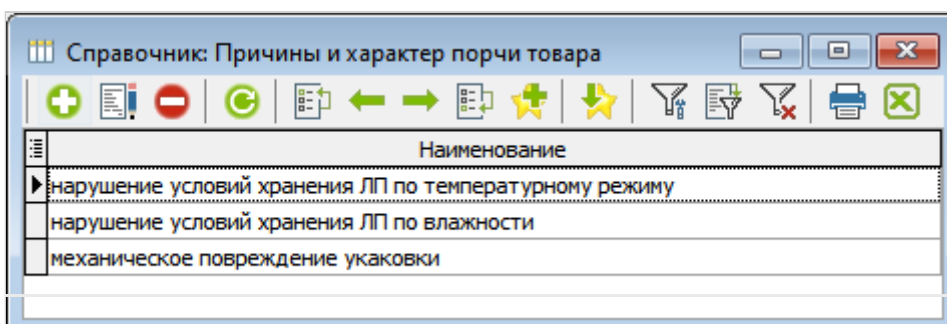 Справочник: Причины и характер порчи товара
Наименование
нарушение условий хранения ЛП по температурному режиму
нарушение условий хранения ЛП по влажности
механическое повреждение укаковки